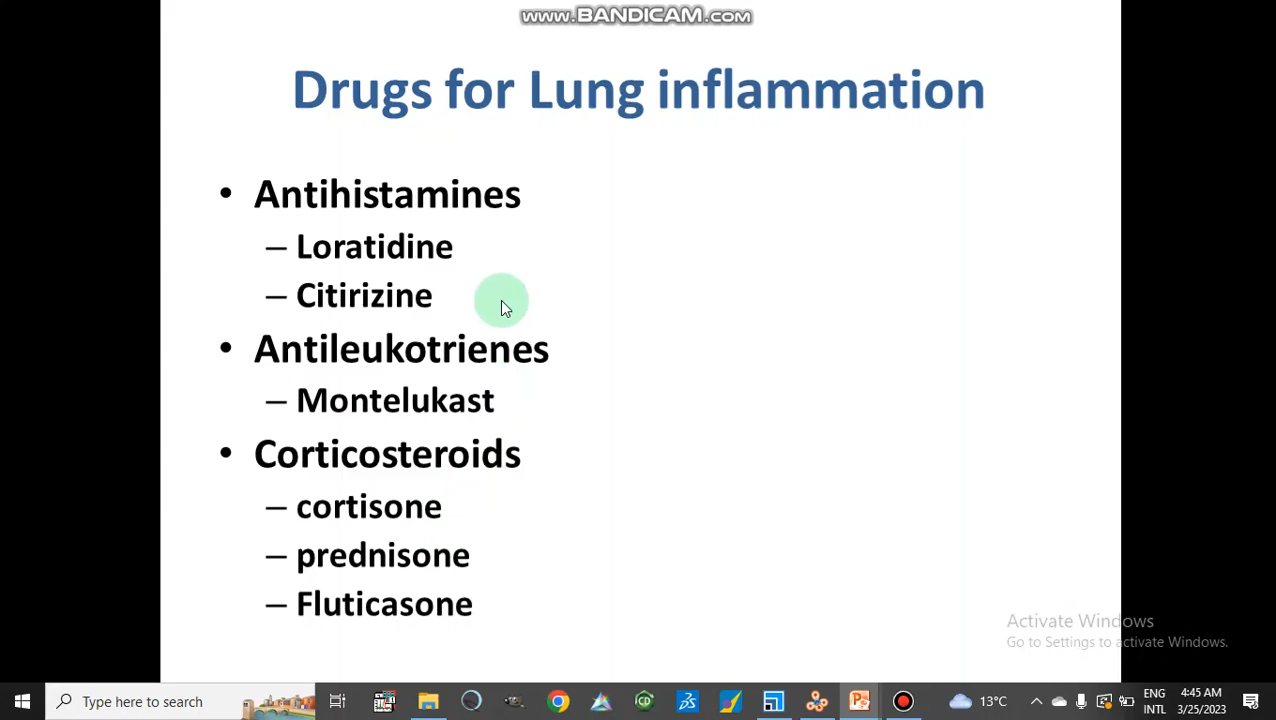 www.BANDICAM.com
Drugs for Lung inflammation
• Antihistamines
– Loratidine
– Citirizine
• Antileukotrienes
– Montelukast
• Corticosteroids
– cortisone
– prednisone
– Fluticasone
Activate Windows
Go to Settings to activate Windows.
Type here to search
13°C
ENG
INTL
4:45 AM
3/25/2023